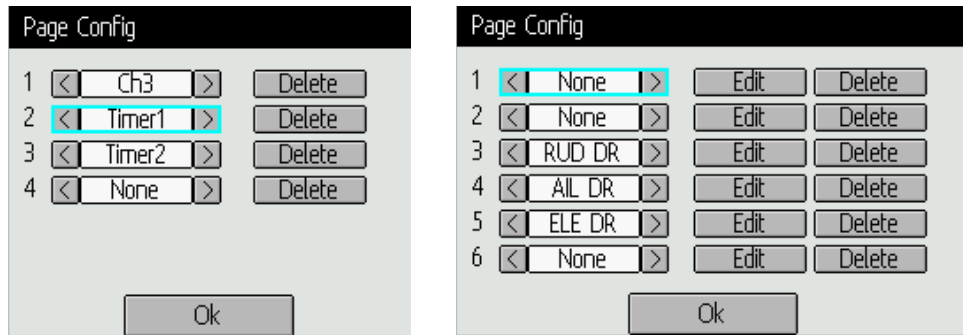 Page Config
1 < Ch3 > Delete
2 < Timer1 > Delete
3 < Timer2 > Delete
4 < None > Delete
Ok
Page Config
1 < None > Edit Delete
2 < None > Edit Delete
3 < RUD DR > Edit Delete
4 < AIL DR > Edit Delete
5 < ELE DR > Edit Delete
6 < None > Edit Delete
Ok